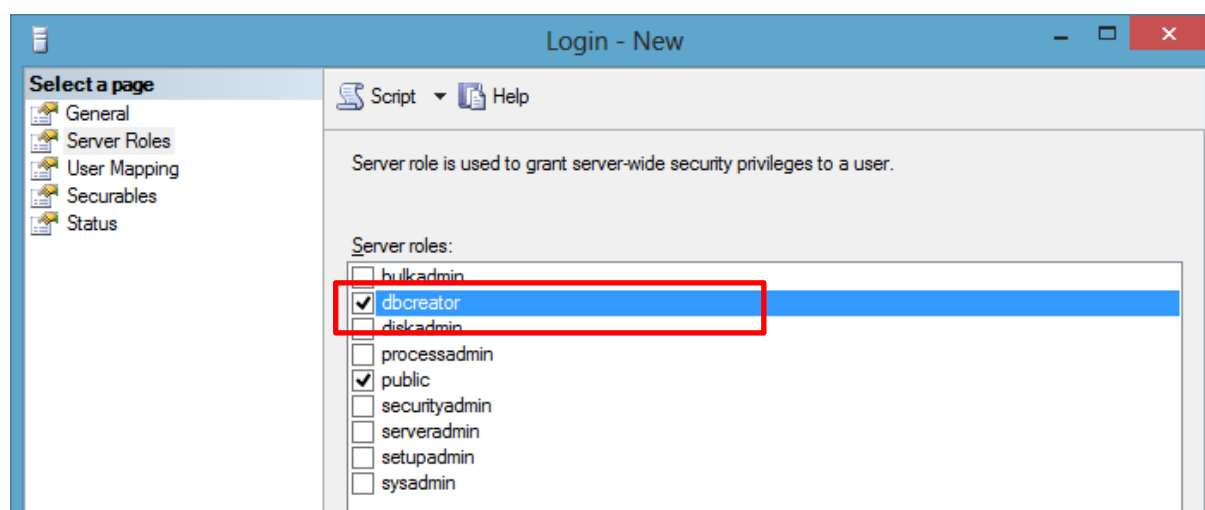 Login - New
Select a page
General
Server Roles
User Mapping
Securables
Status
Script Help
Server role is used to grant server-wide security privileges to a user.
Server roles:
bulkadmin
dbcreator
diskadmin
processadmin
public
securityadmin
serveradmin
setupadmin
sysadmin